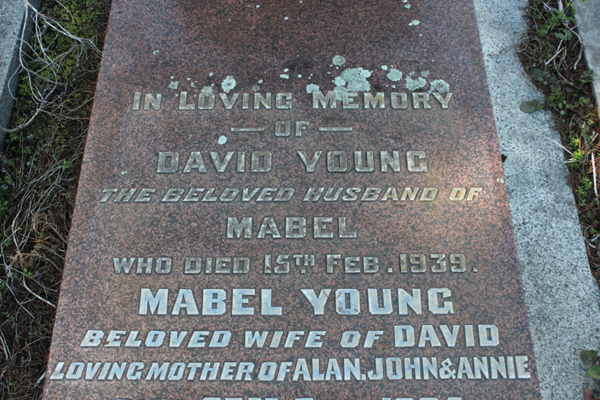 IN LOVING MEMORY
— OF —
DAVID YOUNG
THE BELOVED HUSBAND OF
MABEL
WHO DIED 15TH FEB. 1939.
MABEL YOUNG
BELOVED WIFE OF DAVID
LOVING MOTHER OF ALAN, JOHN & ANNIE